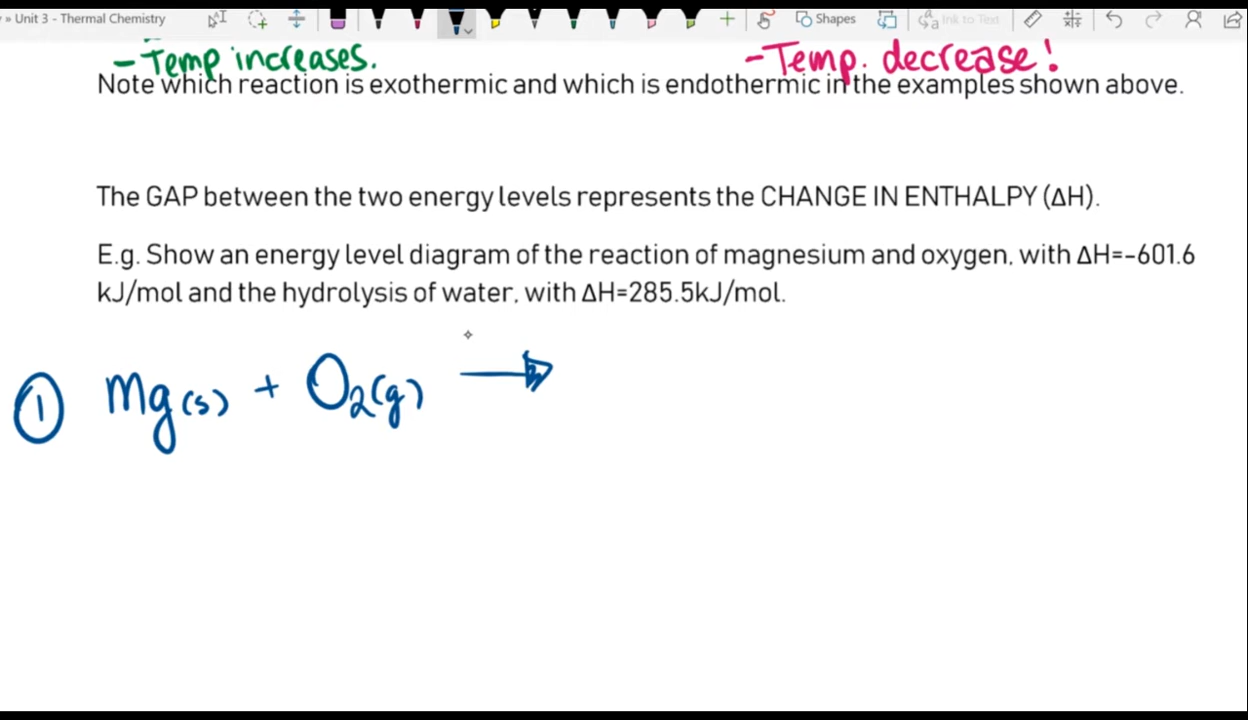 » Unit 3 - Thermal Chemistry Shapes Ink to Text
- Temp increases. - Temp. decrease!
Note which reaction is exothermic and which is endothermic in the examples shown above.
The GAP between the two energy levels represents the CHANGE IN ENTHALPY (ΔH).
E.g. Show an energy level diagram of the reaction of magnesium and oxygen, with ΔH=-601.6
kJ/mol and the hydrolysis of water, with ΔH=285.5kJ/mol.
① Mg(s) + O₂(g) →